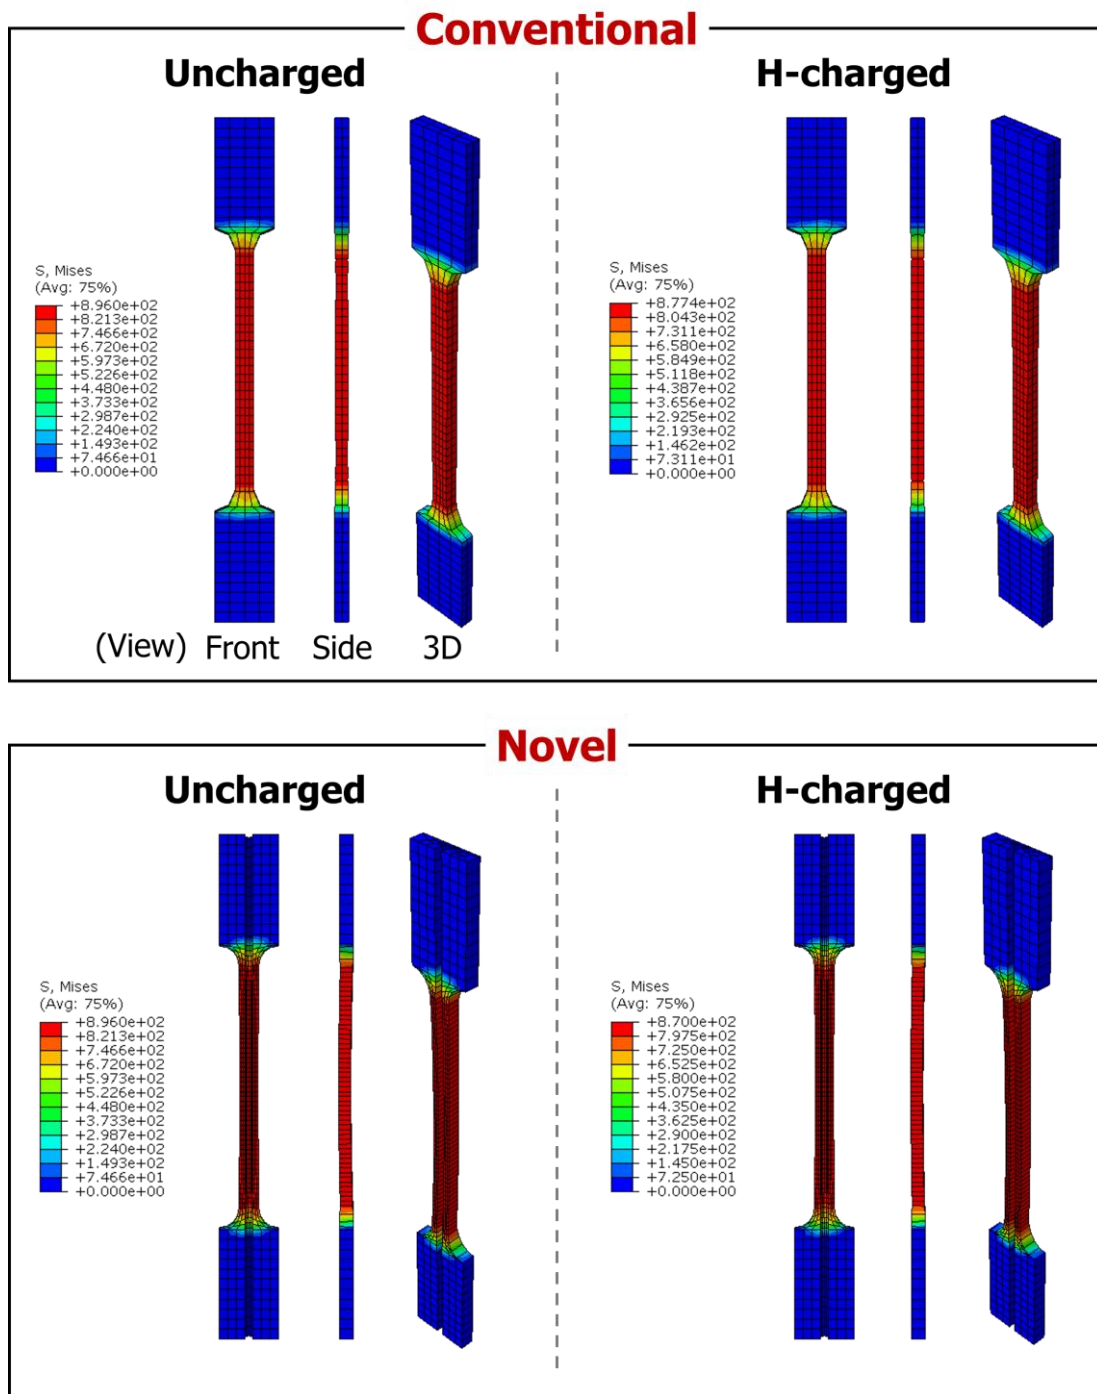 Conventional
Uncharged
H-charged
S, Mises
(Avg: 75%)
+8.960e+02
+8.213e+02
+7.466e+02
+6.720e+02
+5.973e+02
+5.226e+02
+4.480e+02
+3.733e+02
+2.987e+02
+2.240e+02
+1.493e+02
+7.466e+01
+0.000e+00
S, Mises
(Avg: 75%)
+8.774e+02
+8.043e+02
+7.311e+02
+6.580e+02
+5.849e+02
+5.118e+02
+4.387e+02
+3.656e+02
+2.925e+02
+2.193e+02
+1.462e+02
+7.311e+01
+0.000e+00
(View) Front Side 3D
Novel
Uncharged
H-charged
S, Mises
(Avg: 75%)
+8.960e+02
+8.213e+02
+7.466e+02
+6.720e+02
+5.973e+02
+5.226e+02
+4.480e+02
+3.733e+02
+2.987e+02
+2.240e+02
+1.493e+02
+7.466e+01
+0.000e+00
S, Mises
(Avg: 75%)
+8.700e+02
+7.975e+02
+7.250e+02
+6.525e+02
+5.800e+02
+5.075e+02
+4.350e+02
+3.625e+02
+2.900e+02
+2.175e+02
+1.450e+02
+7.250e+01
+0.000e+00